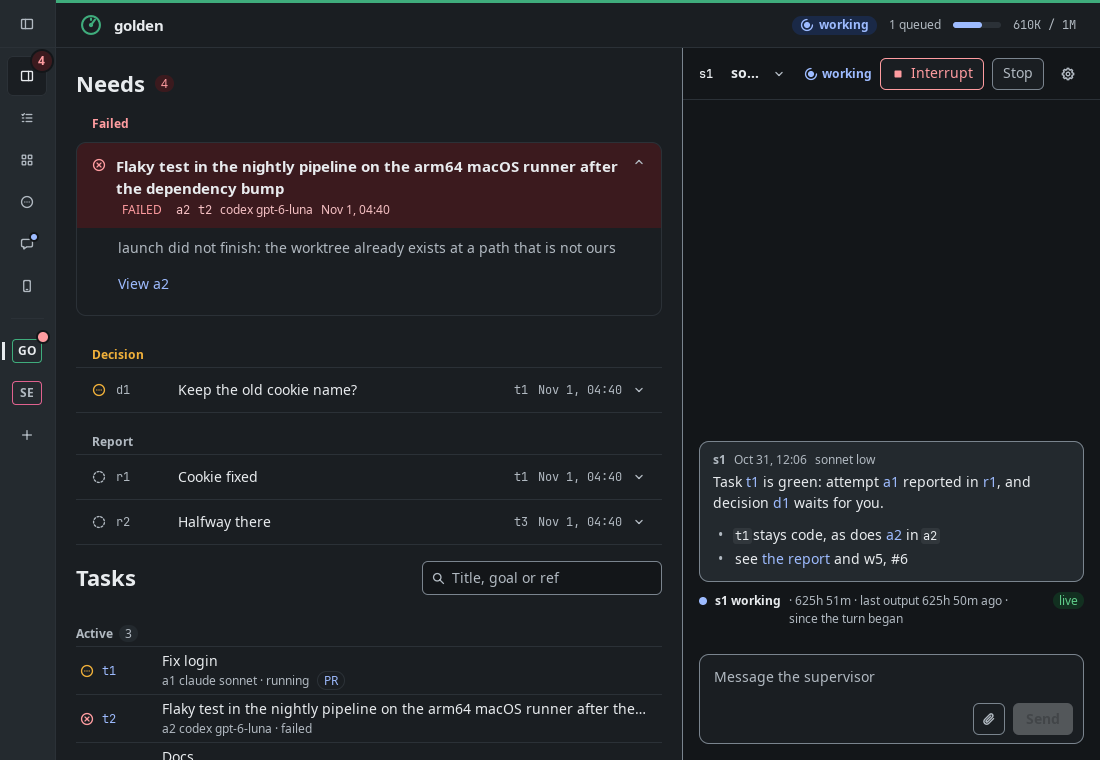 golden
working
1 queued
610K / 1M
4
GO
SE
Needs 4
Failed
Flaky test in the nightly pipeline on the arm64 macOS runner after
the dependency bump
FAILED a2 t2 codex gpt-6-luna Nov 1, 04:40
launch did not finish: the worktree already exists at a path that is not ours
View a2
Decision
d1 Keep the old cookie name? t1 Nov 1, 04:40
Report
r1 Cookie fixed t1 Nov 1, 04:40
r2 Halfway there t3 Nov 1, 04:40
Tasks
Title, goal or ref
Active 3
t1 Fix login
a1 claude sonnet · running PR
t2 Flaky test in the nightly pipeline on the arm64 macOS runner after the...
a2 codex gpt-6-luna · failed
Docs
s1 so... working Interrupt Stop
s1 Oct 31, 12:06 sonnet low
Task t1 is green: attempt a1 reported in r1, and
decision d1 waits for you.
• t1 stays code, as does a2 in a2
• see the report and w5, #6
s1 working · 625h 51m · last output 625h 50m ago ·
since the turn began
live
Message the supervisor
Send